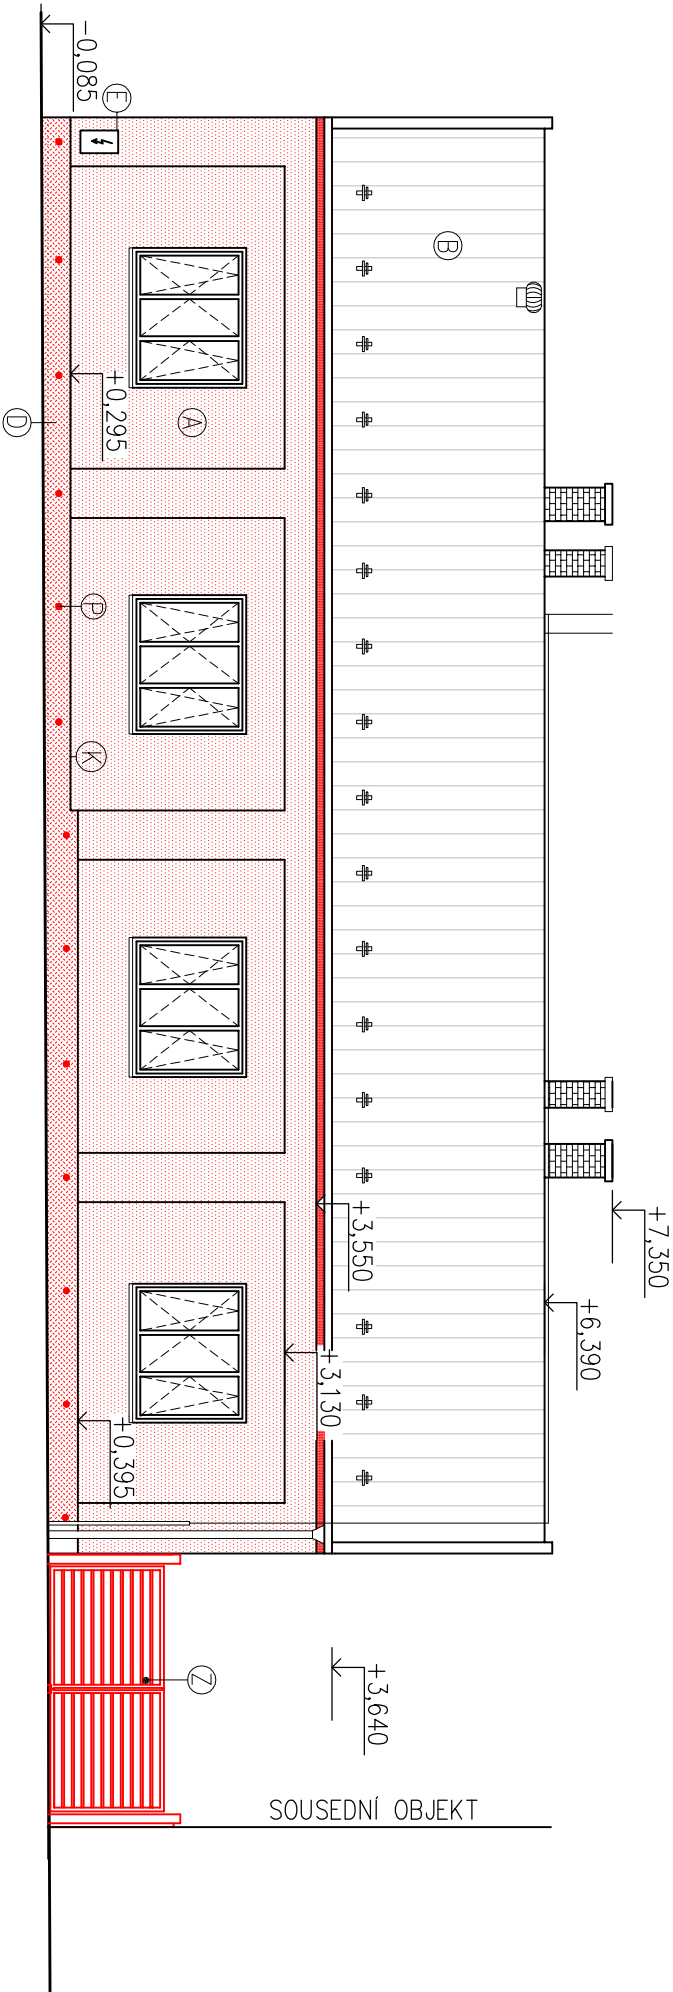 -0,085
E
B
+0,295
A
D
P
K
+3,550
+7,350
+6,390
+3,130
+0,395
Z
+3,640
SOUSEDNÍ OBJEKT